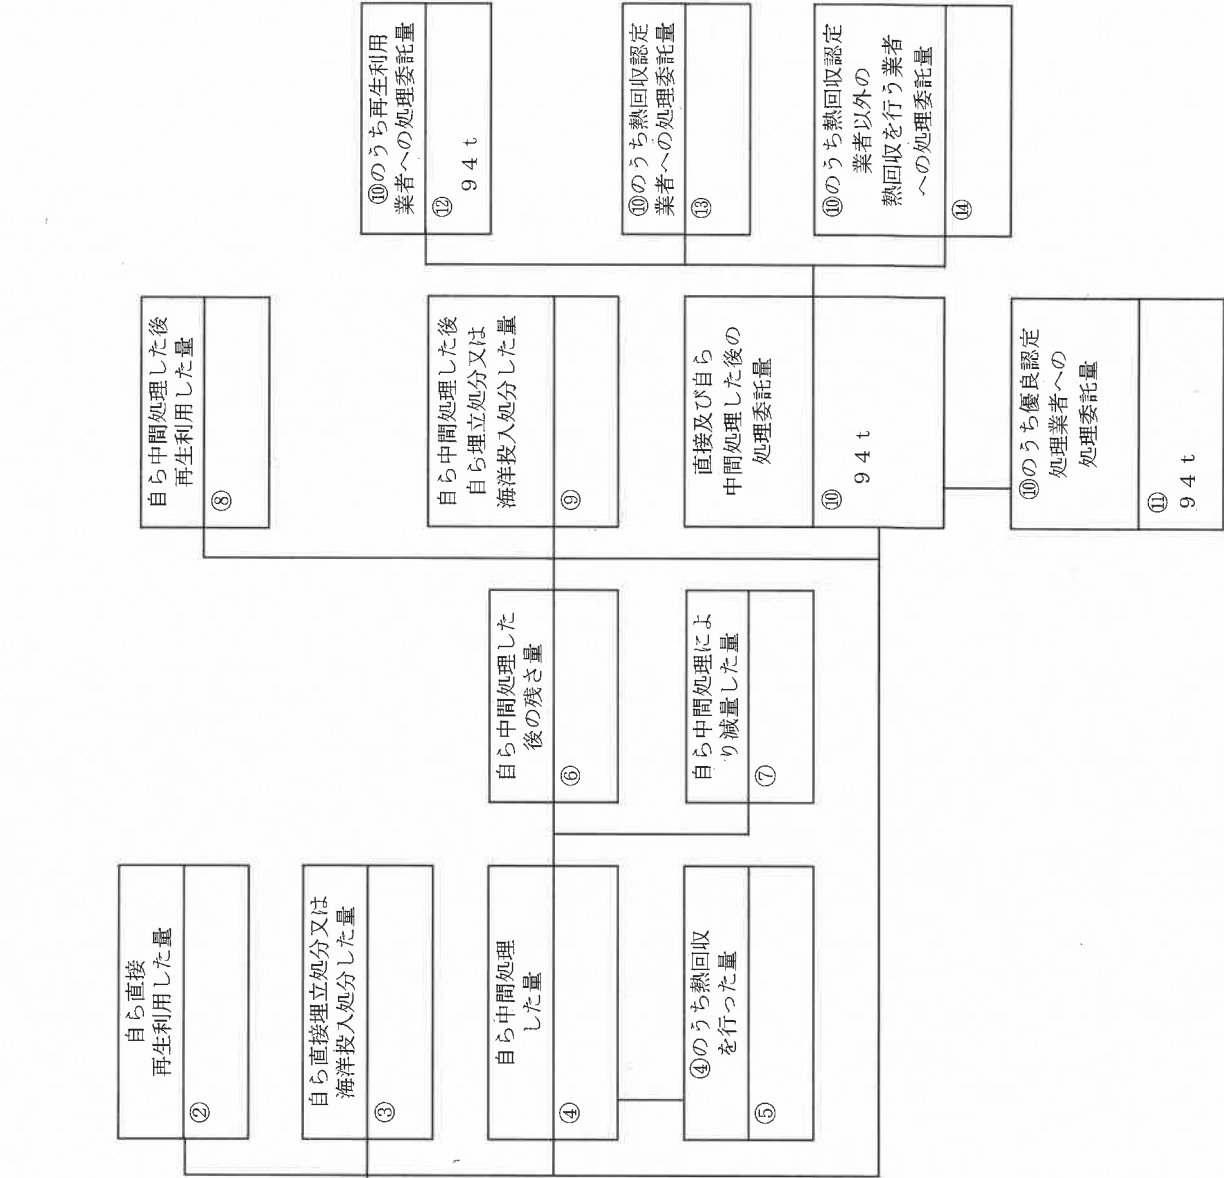 自ら直接
再生利用した量
②
自ら直接埋立処分又は
海洋投入処分した量
③
自ら中間処理
した量
④
④のうち熱回収
を行った量
⑤
自ら中間処理した
後の残さ量
⑥
自ら中間処理によ
り減量した量
⑦
自ら中間処理した後
再生利用した量
⑧
自ら中間処理した後
自ら埋立処分又は
海洋投入処分した量
⑨
直接及び自ら
中間処理した後の
処理委託量
⑩
94t
⑩のうち優良認定
処理業者への
処理委託量
⑪
94t
⑩のうち再生利用
業者への処理委託量
⑫
94t
⑩のうち熱回収認定
業者への処理委託量
⑬
⑩のうち熱回収認定
業者以外の
熱回収を行う業者
への処理委託量
⑭